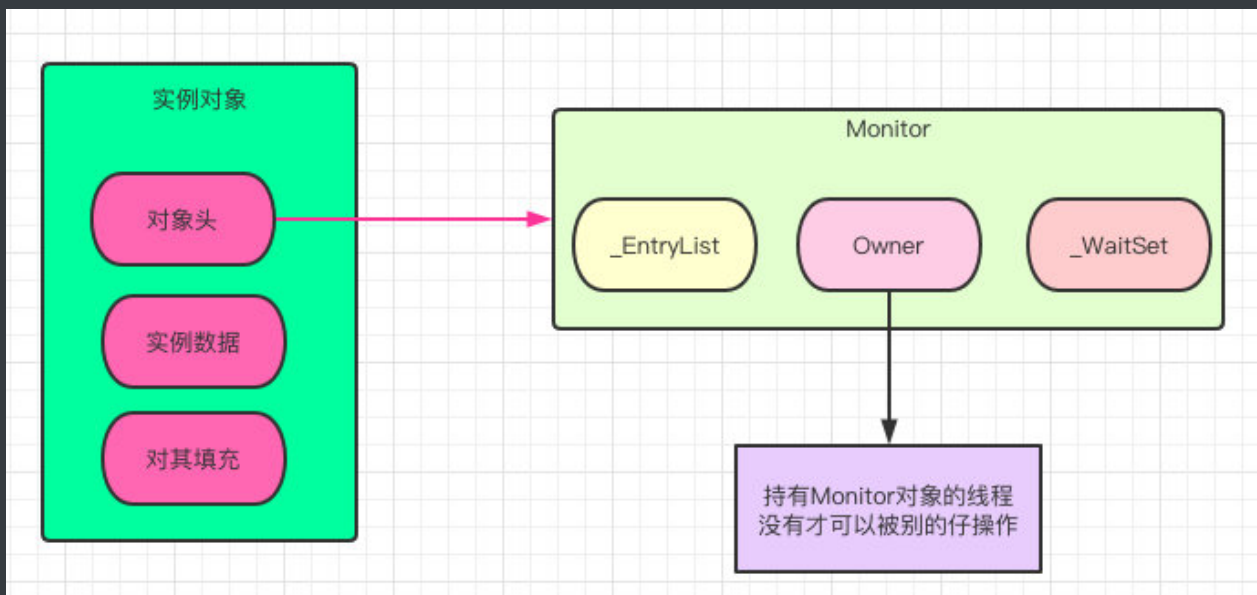 实例对象
对象头
实例数据
对其填充
Monitor
_EntryList
Owner
_WaitSet
持有Monitor对象的线程
没有才可以被别的仔操作